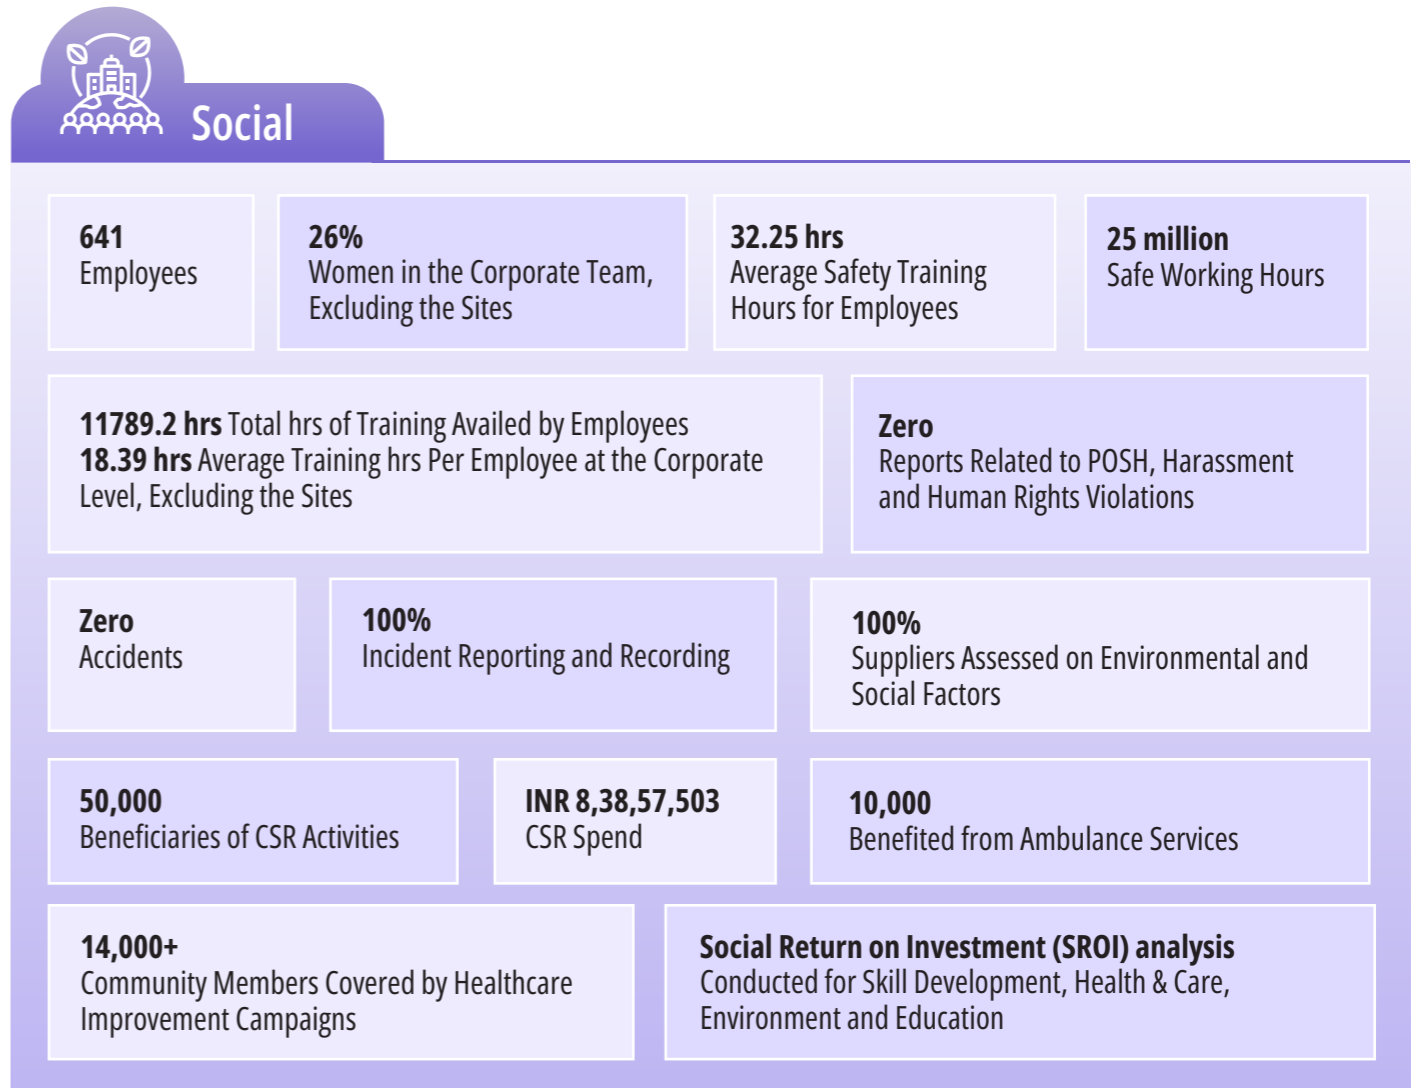 Social
641
Employees
26%
Women in the Corporate Team,
Excluding the Sites
32.25 hrs
Average Safety Training
Hours for Employees
25 million
Safe Working Hours
11789.2 hrs Total hrs of Training Availed by Employees
18.39 hrs Average Training hrs Per Employee at the Corporate
Level, Excluding the Sites
Zero
Reports Related to POSH, Harassment
and Human Rights Violations
Zero
Accidents
100%
Incident Reporting and Recording
100%
Suppliers Assessed on Environmental and
Social Factors
50,000
Beneficiaries of CSR Activities
INR 8,38,57,503
CSR Spend
10,000
Benefited from Ambulance Services
14,000+
Community Members Covered by Healthcare
Improvement Campaigns
Social Return on Investment (SROI) analysis
Conducted for Skill Development, Health & Care,
Environment and Education